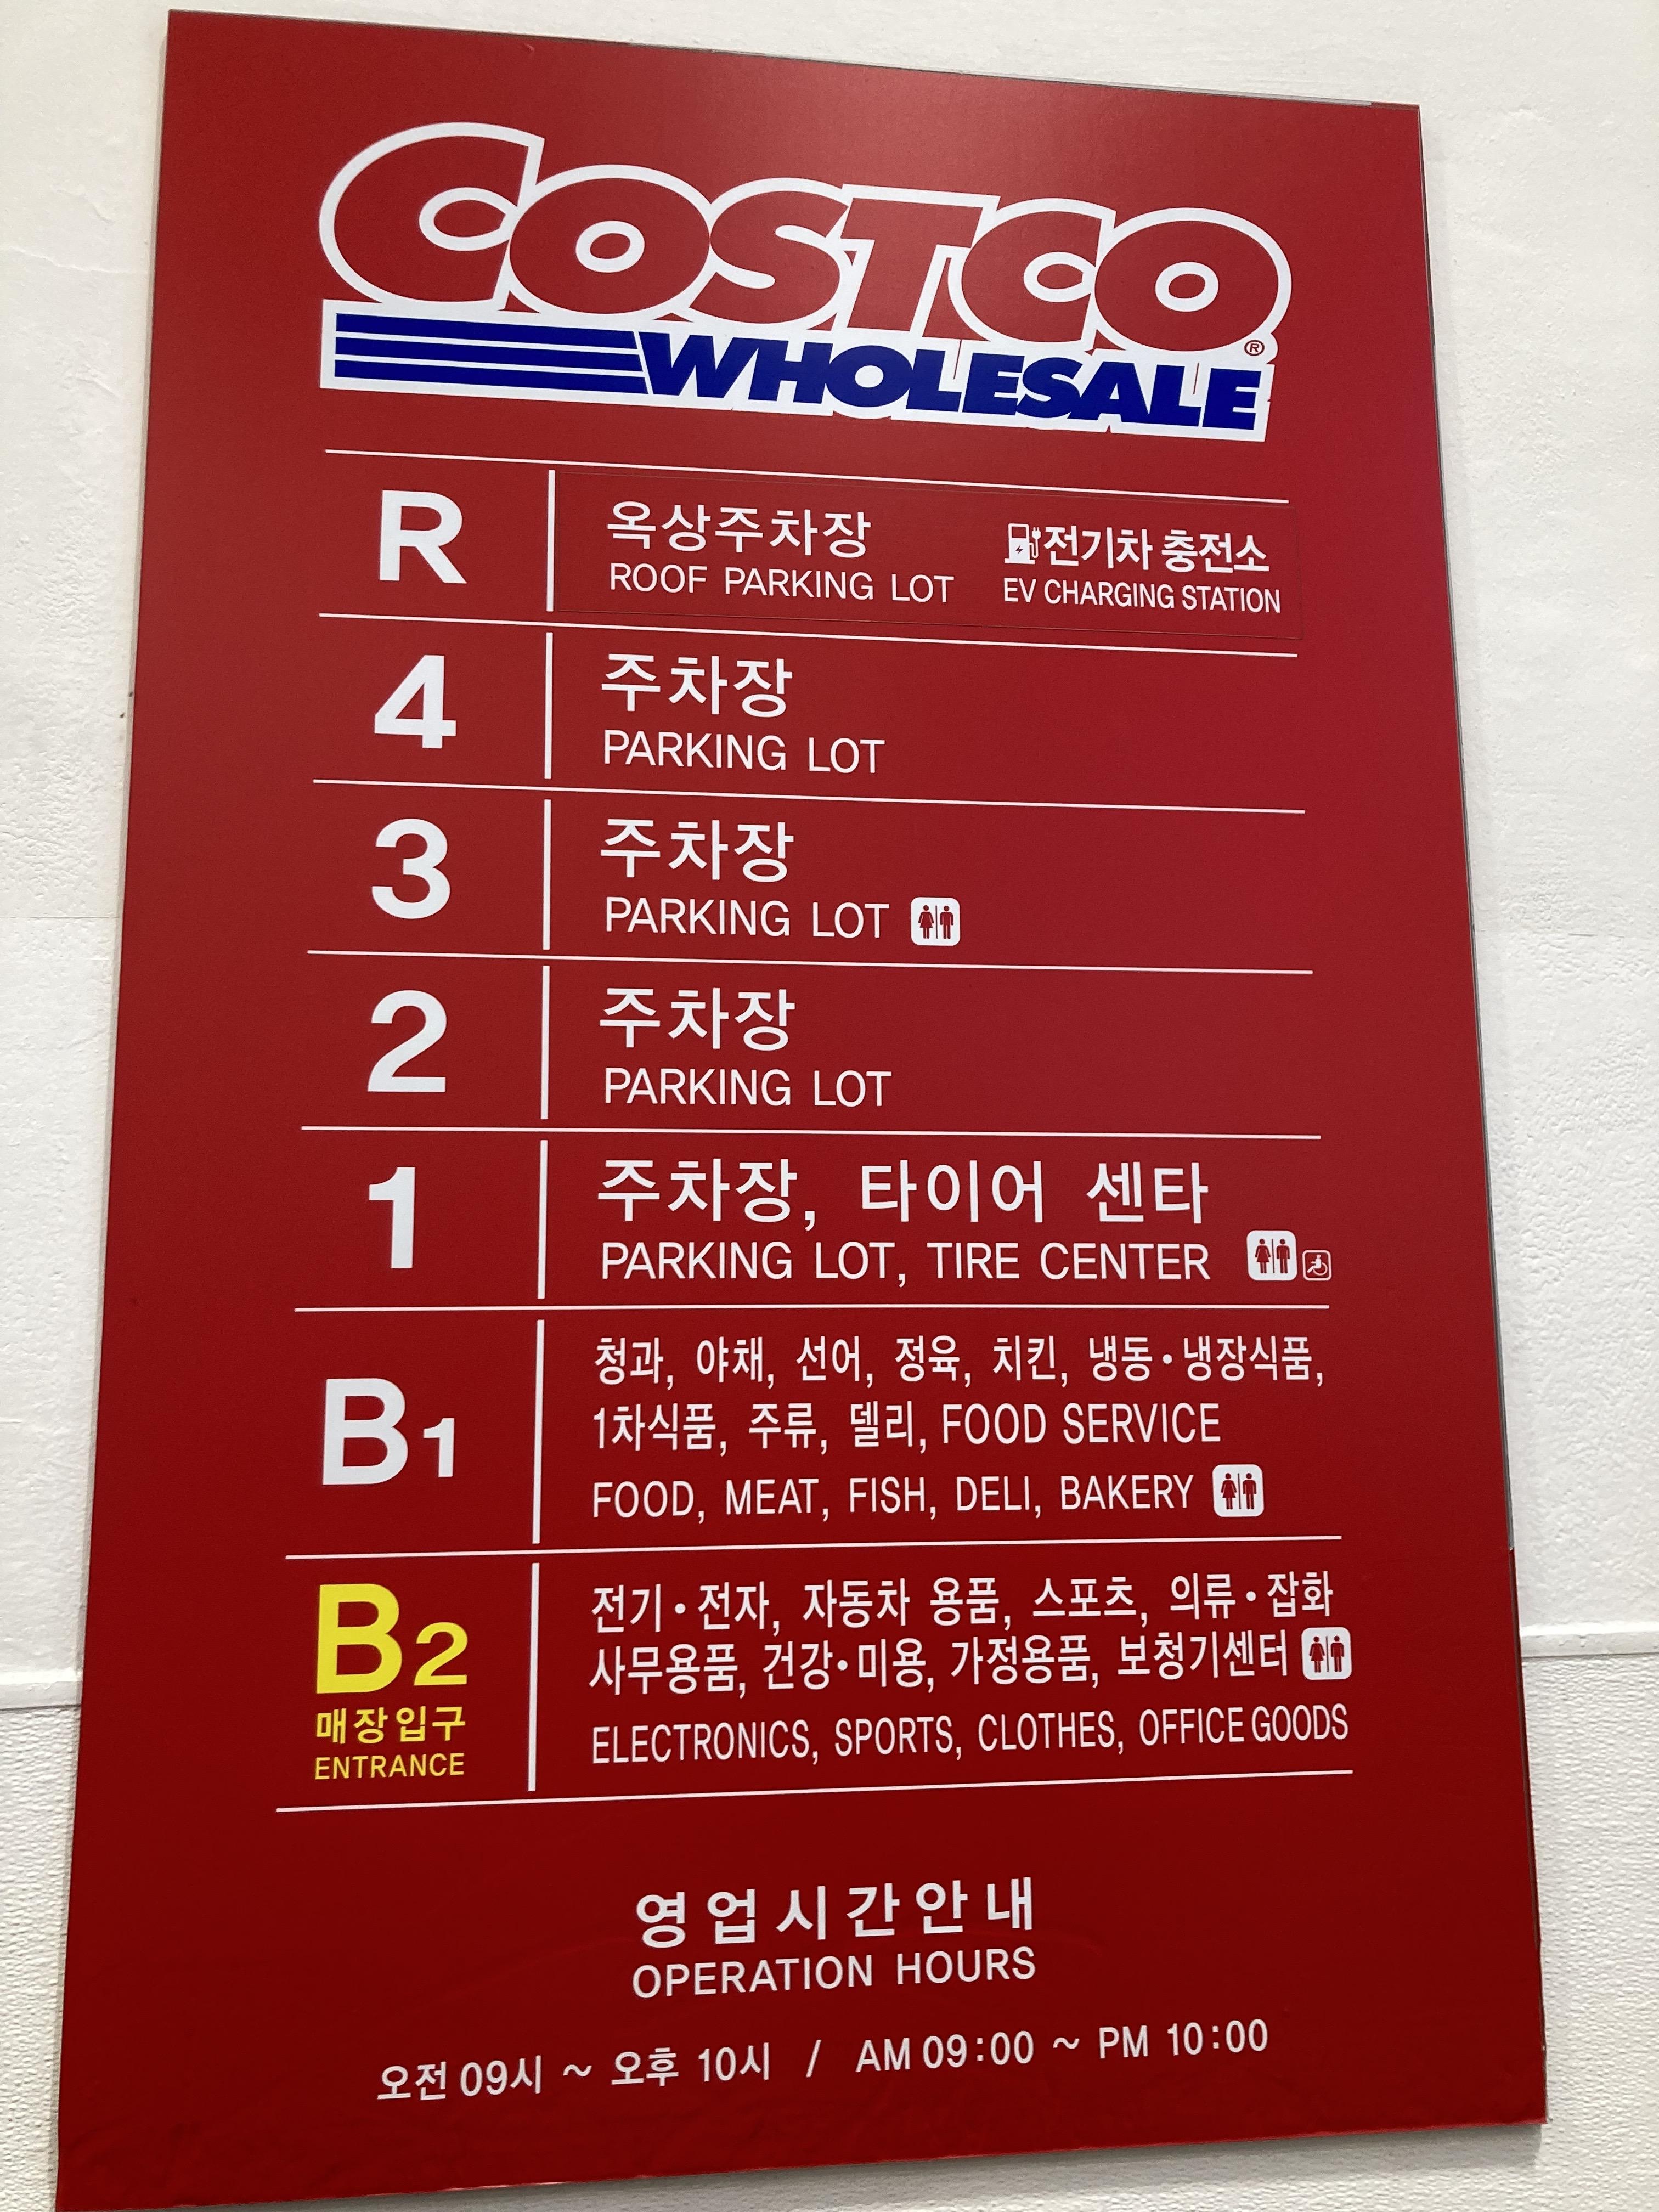 COSTCO
WHOLESALE
R
옥상주차장
ROOF PARKING LOT
전기차 충전소
EV CHARGING STATION
4
주차장
PARKING LOT
3
주차장
PARKING LOT
2
주차장
PARKING LOT
1
주차장, 타이어 센타
PARKING LOT, TIRE CENTER
B1
청과, 야채, 선어, 정육, 치킨, 냉동•냉장식품,
1차식품, 주류, 델리, FOOD SERVICE
FOOD, MEAT, FISH, DELI, BAKERY
B2
매장입구
ENTRANCE
전기•전자, 자동차 용품, 스포츠, 의류•잡화
사무용품, 건강•미용, 가정용품, 보청기센터
ELECTRONICS, SPORTS, CLOTHES, OFFICE GOODS
영업시간안내
OPERATION HOURS
오전 09시 ~ 오후 10시 / AM 09:00 ~ PM 10:00